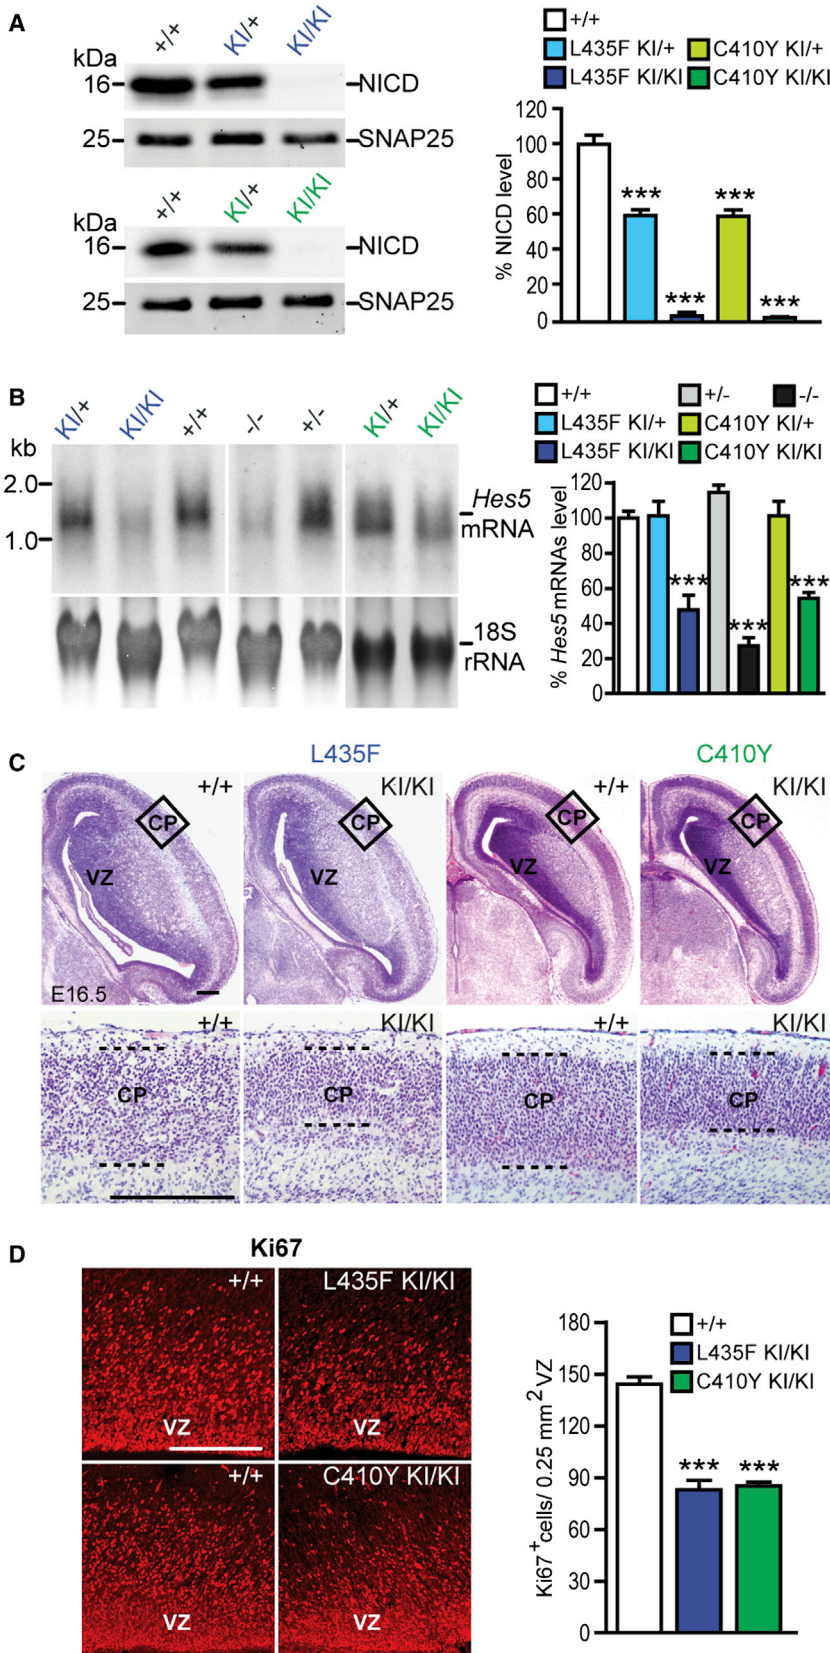 A
+/+ KI/+ KI/KI
kDa
16 NICD
25 SNAP25
+/+ KI/+ KI/KI
kDa
16 NICD
25 SNAP25
+/+
L435F KI/+ C410Y KI/+
L435F KI/KI C410Y KI/KI
% NICD level
120
100
80
60
40
20
0
*** *** *** ***
B
KI/+ KI/KI +/+ -/- +/- KI/+ KI/KI
kb
2.0
1.0
Hes5
mRNA
18S
rRNA
+/+ +/- -/-
L435F KI/+ C410Y KI/+
L435F KI/KI C410Y KI/KI
% Hes5 mRNAs level
120
100
80
60
40
20
0
*** *** ***
C
L435F C410Y
+/+ KI/KI +/+ KI/KI
CP CP CP CP
VZ VZ VZ VZ
E16.5
+/+ KI/KI +/+ KI/KI
CP CP CP CP
D
Ki67
+/+ L435F KI/KI
VZ VZ
+/+ C410Y KI/KI
VZ VZ
+/+
L435F KI/KI
C410Y KI/KI
Ki67+cells/ 0.25 mm2 VZ
180
150
120
90
60
30
0
*** ***